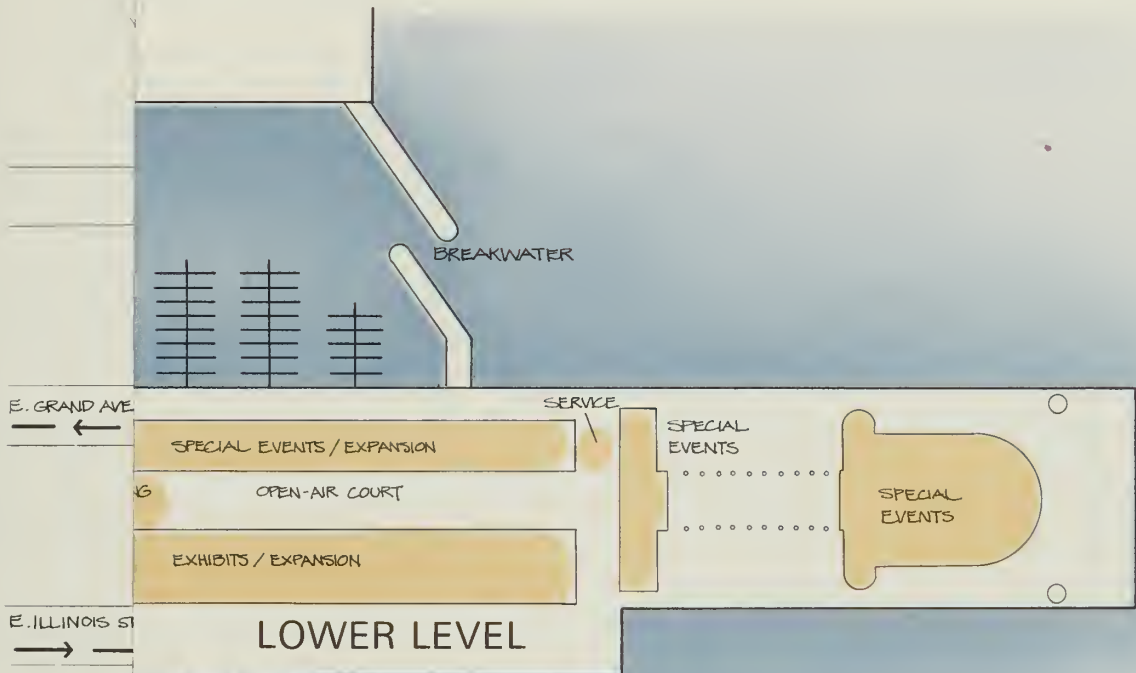 BREAKWATER
E. GRAND AVE
SERVICE
SPECIAL
EVENTS
SPECIAL EVENTS / EXPANSION
NG
OPEN-AIR COURT
SPECIAL
EVENTS
EXHIBITS / EXPANSION
E. ILLINOIS ST
LOWER LEVEL